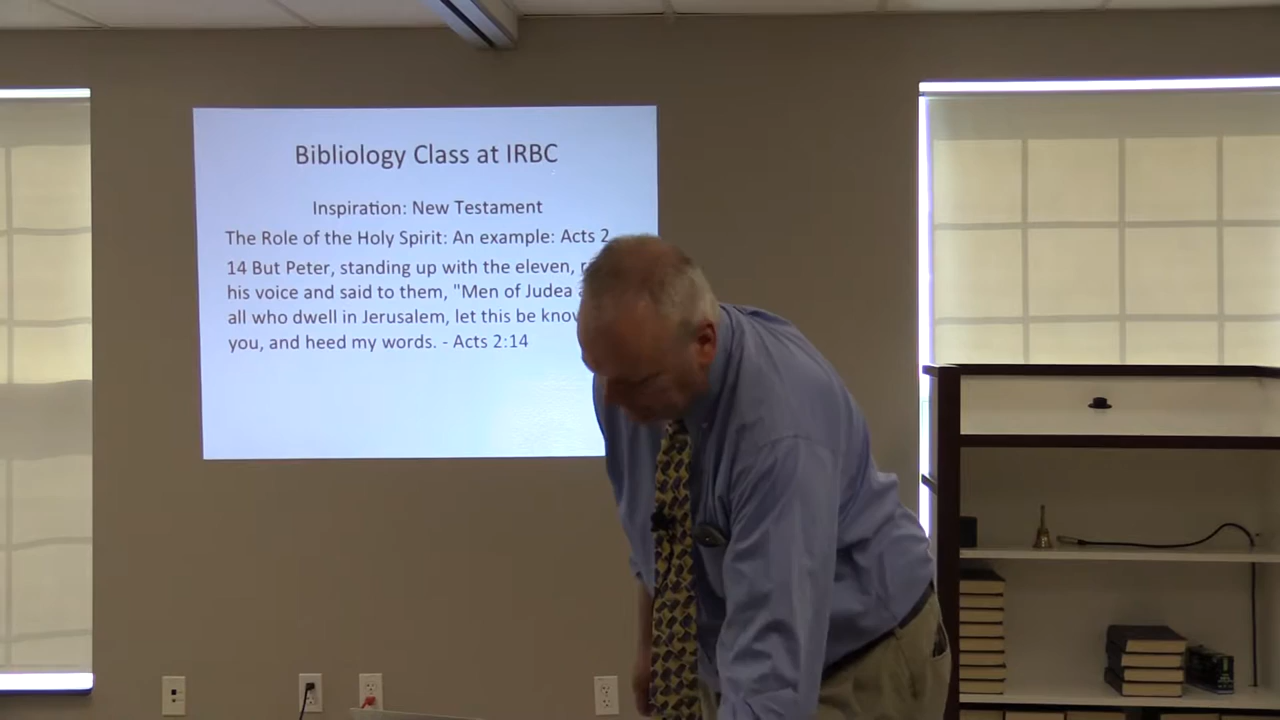 Bibliology Class at IRBC
Inspiration: New Testament
The Role of the Holy Spirit: An example: Acts 2
14 But Peter, standing up with the eleven,
his voice and said to them, "Men of Judea
all who dwell in Jerusalem, let this be
you, and heed my words. - Acts 2:14